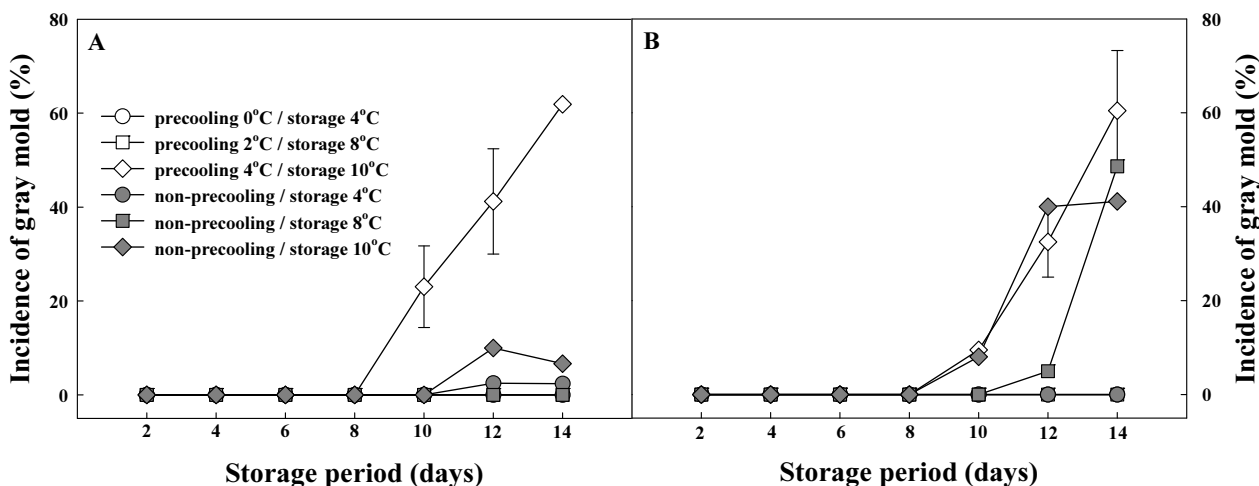 Incidence of gray mold (%)
80
60
40
20
0
A
precooling 0°C / storage 4°C
precooling 2°C / storage 8°C
precooling 4°C / storage 10°C
non-precooling / storage 4°C
non-precooling / storage 8°C
non-precooling / storage 10°C
2 4 6 8 10 12 14
Storage period (days)
B
2 4 6 8 10 12 14
Storage period (days)
80
60
40
20
0
Incidence of gray mold (%)